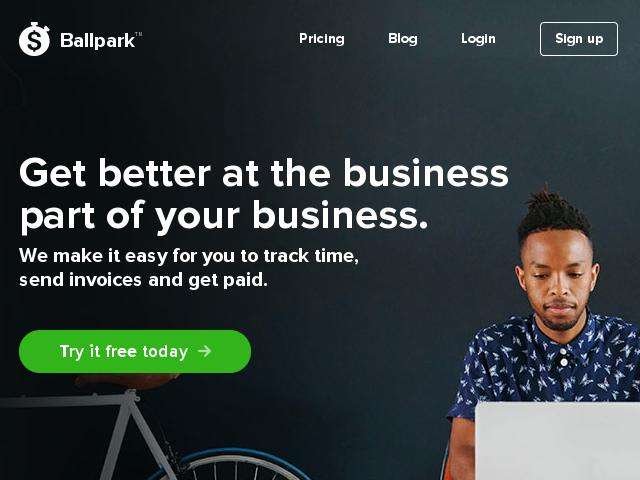 Ballpark™
Pricing
Blog
Login
Sign up
Get better at the business
part of your business.
We make it easy for you to track time,
send invoices and get paid.
Try it free today →